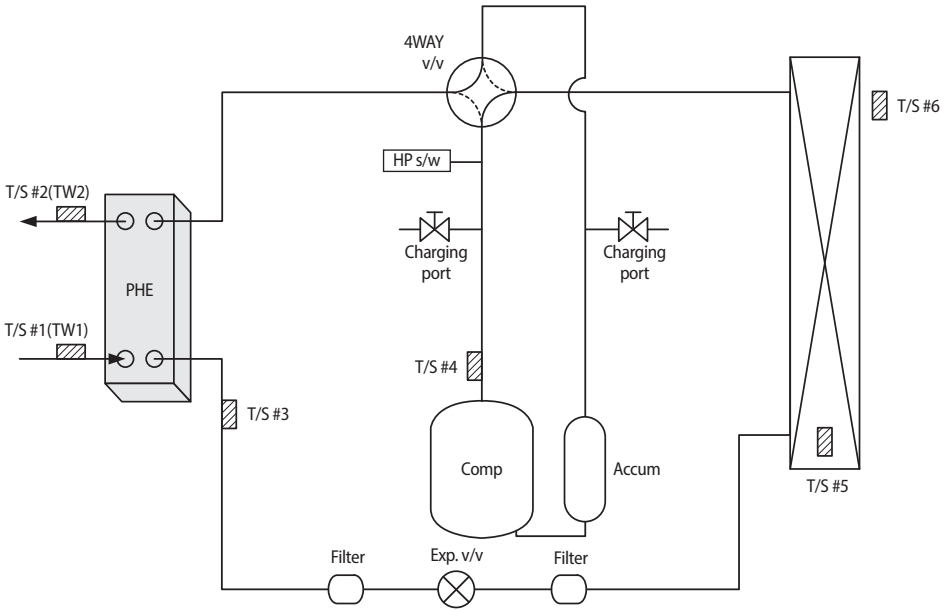 4WAY
v/v
T/S #6
HP s/w
T/S #2(TW2)
Charging
port
Charging
port
PHE
T/S #1(TW1)
T/S #4
T/S #3
Comp
Accum
T/S #5
Filter
Exp. v/v
Filter